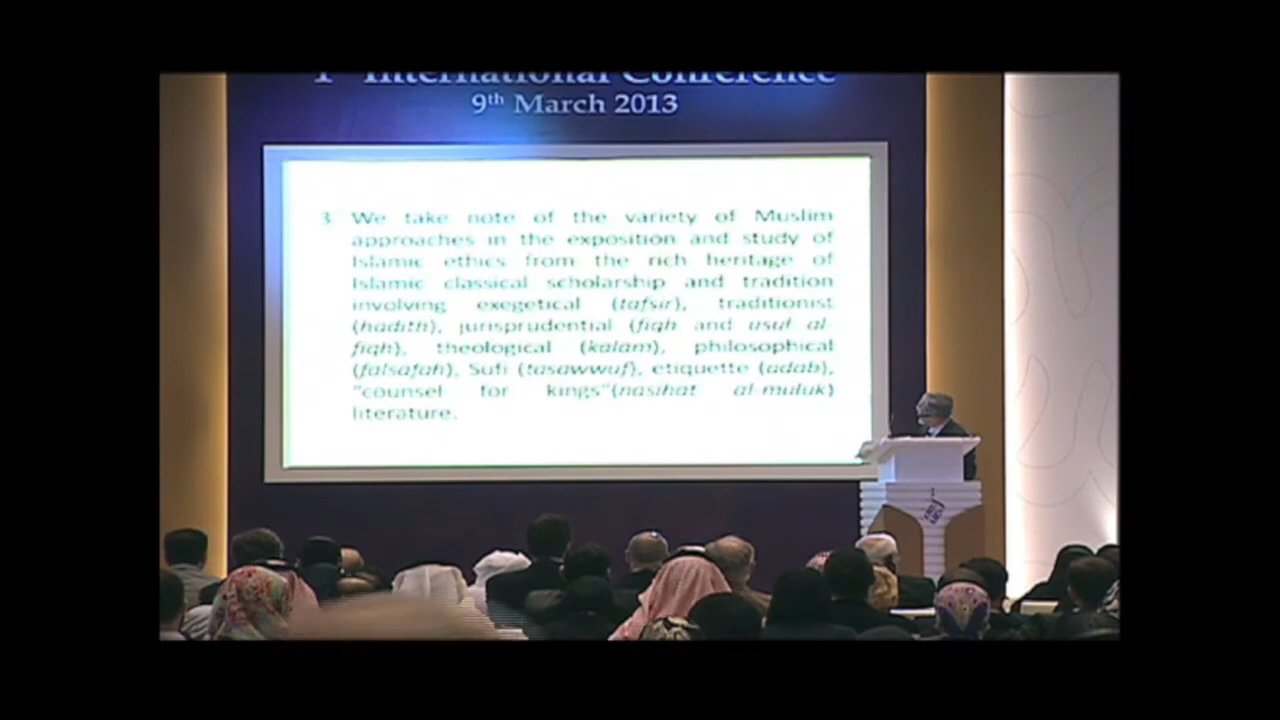 1st International Conference
9th March 2013
3 We take note of the variety of Muslim
approaches in the exposition and study of
Islamic ethics from the rich heritage of
Islamic classical scholarship and tradition
involving exegetical (tafsir), traditionist
(hadith), jurisprudential (fiqh and usul al-
fiqh), theological (kalam), philosophical
(falsafah), Sufi (tasawwuf), etiquette (adab),
"counsel for kings"(nasihat al-muluk)
literature.